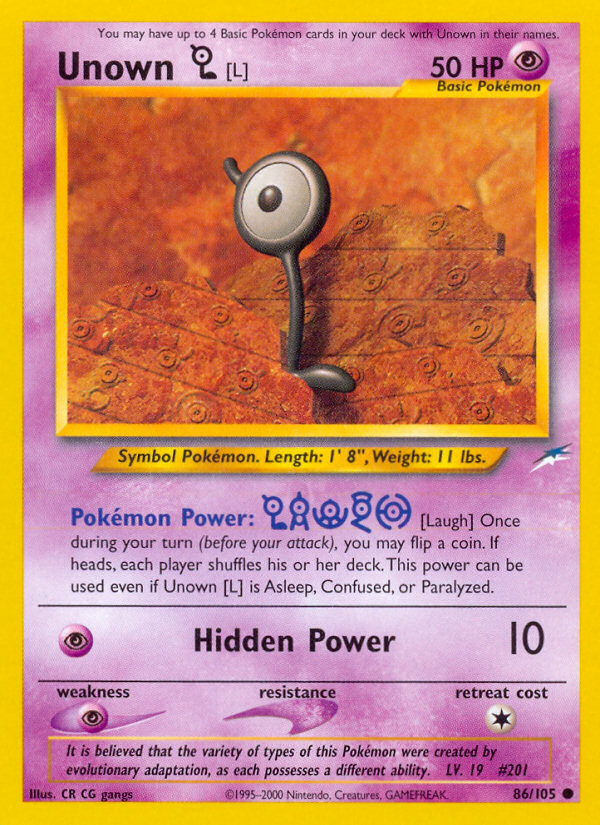 You may have up to 4 Basic Pokémon cards in your deck with Unown in their names.
Unown L [L] 50 HP
Basic Pokémon
Symbol Pokémon. Length: 1' 8", Weight: 11 lbs.
Pokémon Power: LAUGH [Laugh] Once
during your turn (before your attack), you may flip a coin. If
heads, each player shuffles his or her deck. This power can be
used even if Unown [L] is Asleep, Confused, or Paralyzed.
Hidden Power 10
weakness resistance retreat cost
It is believed that the variety of types of this Pokémon were created by
evolutionary adaptation, as each possesses a different ability. LV. 19 #201
Illus. CR CG gangs ©1995–2000 Nintendo, Creatures, GAMEFREAK. 86/105